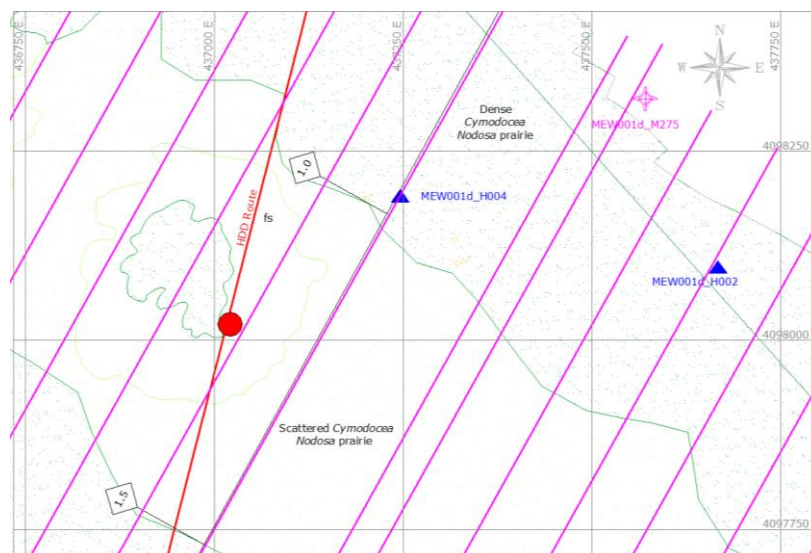 436750 E
437000 E
437250 E
437500 E
437750 E
N
W E
S
Dense
Cymodocea
Nodosa prairie
MEW001d_M275
4098250
1.0
MEW001d_H004
HDD Route
fs
MEW001d_H002
4098000
Scattered Cymodocea
Nodosa prairie
1.5
4097750